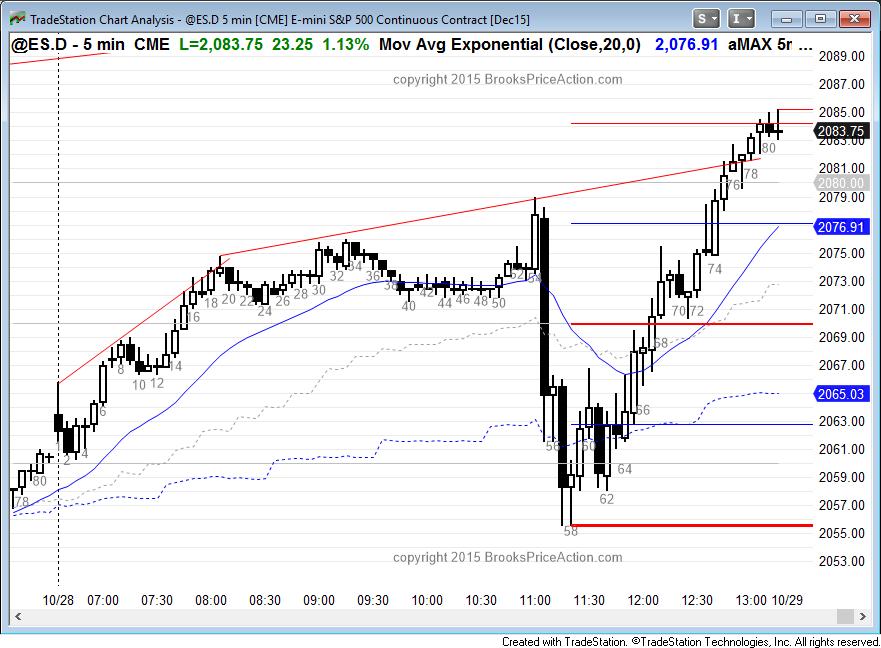 TradeStation Chart Analysis - @ES.D 5 min [CME] E-mini S&P 500 Continuous Contract [Dec15]
S I
@ES.D - 5 min CME L=2,083.75 23.25 1.13% Mov Avg Exponential (Close,20,0) 2,076.91 aMAX 5m ...
copyright 2015 BrooksPriceAction.com
2089.00
2087.00
2085.00
2083.75
2083.00
2081.00
2080.00
2079.00
2076.91
2075.00
2073.00
2071.00
2069.00
2067.00
2065.03
2063.00
2061.00
2059.00
2057.00
2055.00
2053.00
78 80 2 4 6 8 10 12 14 16 18 20 22 24 26 28 30 32 34 36 38 40 42 44 46 48 50 52 54 56 58 60 62 64 66 68 70 72 74 76 78 80
copyright 2015 BrooksPriceAction.com
10/28 07:00 07:30 08:00 08:30 09:00 09:30 10:00 10:30 11:00 11:30 12:00 12:30 13:00 10/29
Created with TradeStation. ©TradeStation Technologies, Inc. All rights reserved.